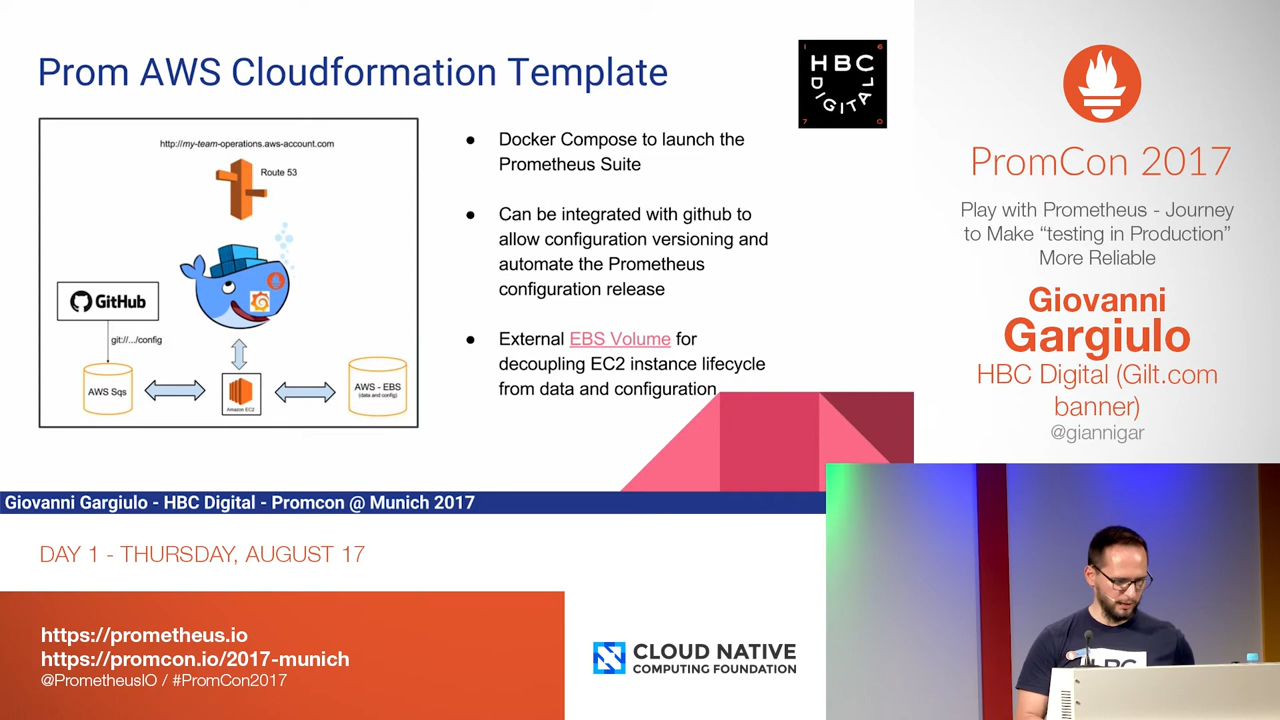 Prom AWS Cloudformation Template
HBC
DIGITAL
1 6
7 0
http://my-team-operations.aws-account.com
Route 53
GitHub
git://.../config
AWS Sqs
Amazon EC2
AWS - EBS
(data and config)
● Docker Compose to launch the
Prometheus Suite
● Can be integrated with github to
allow configuration versioning and
automate the Prometheus
configuration release
● External EBS Volume for
decoupling EC2 instance lifecycle
from data and configuration
Giovanni Gargiulo - HBC Digital - Promcon @ Munich 2017
PromCon 2017
Play with Prometheus - Journey
to Make “testing in Production”
More Reliable
Giovanni
Gargiulo
HBC Digital (Gilt.com
banner)
@giannigar
DAY 1 - THURSDAY, AUGUST 17
https://prometheus.io
https://promcon.io/2017-munich
@PrometheusIO / #PromCon2017
CLOUD NATIVE
COMPUTING FOUNDATION